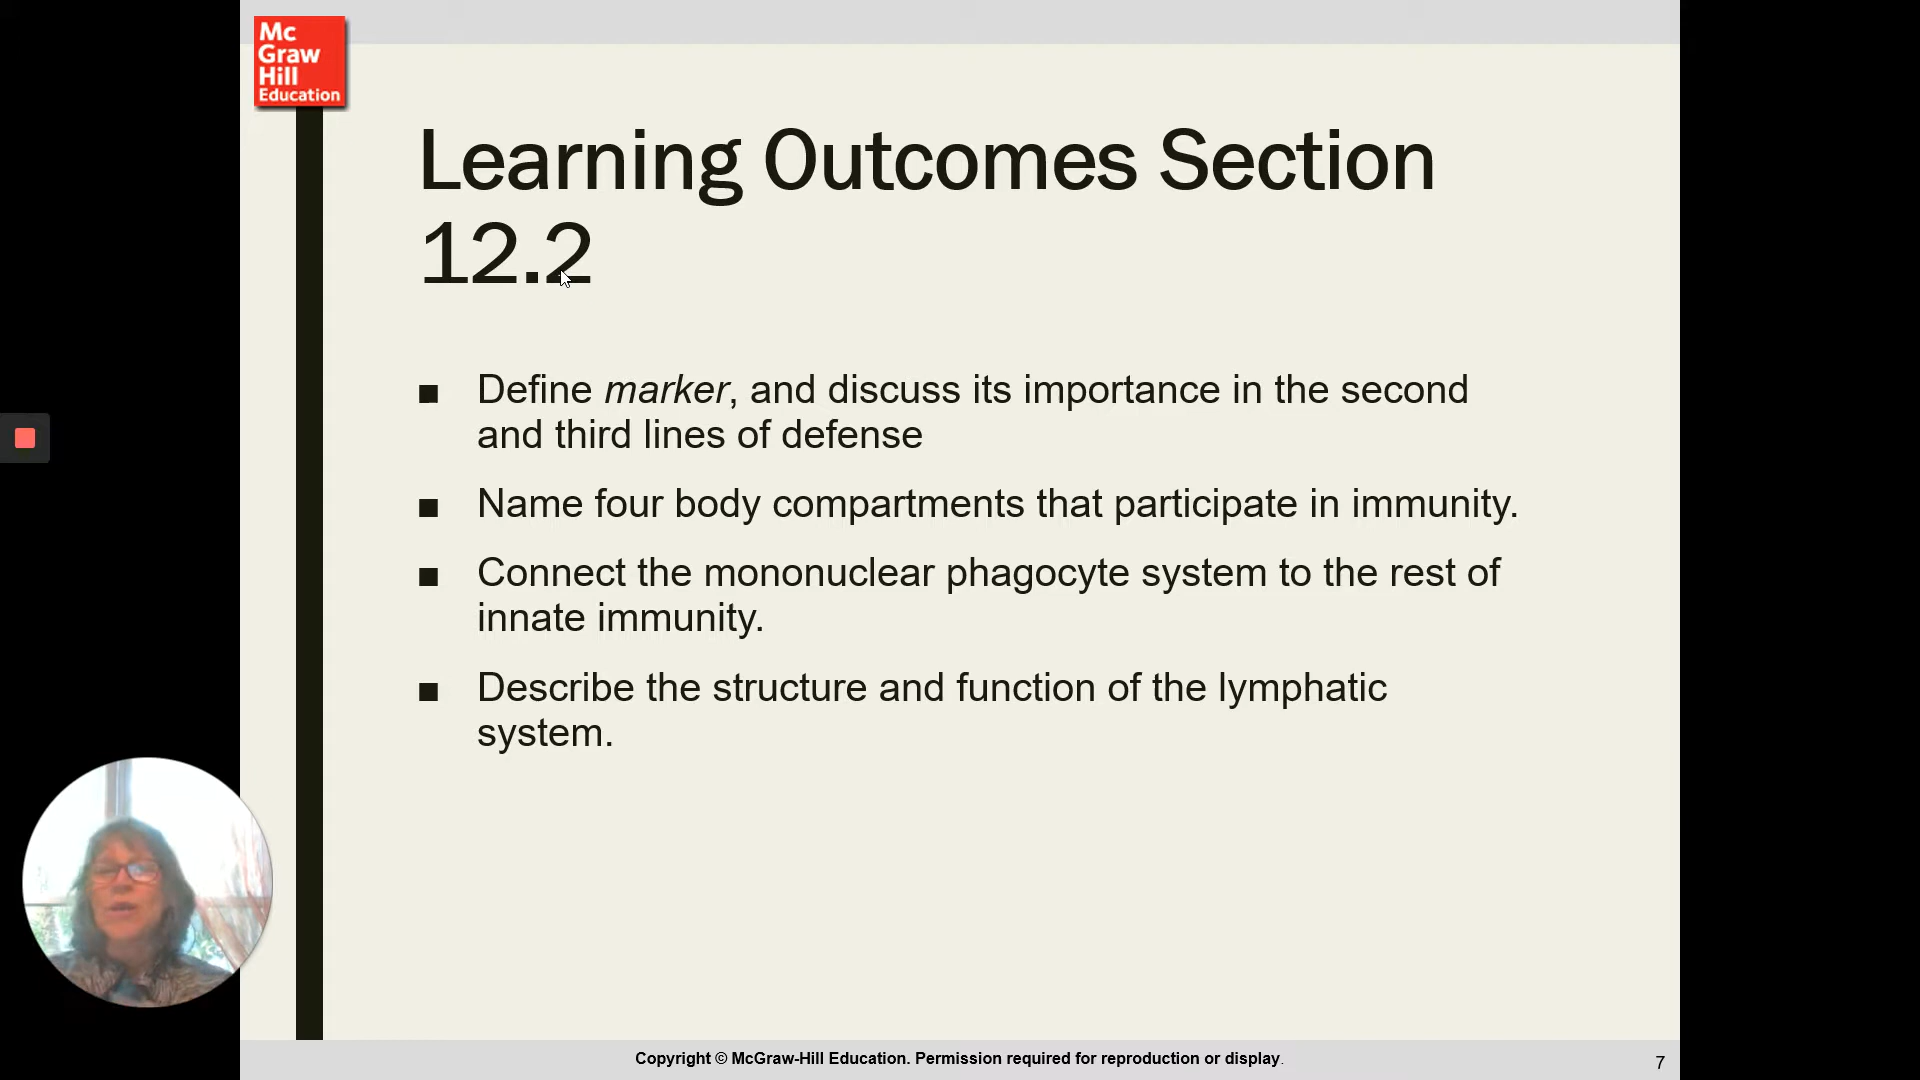 Mc
Graw
Hill
Education
Learning Outcomes Section
12.2
■ Define marker, and discuss its importance in the second
and third lines of defense
■ Name four body compartments that participate in immunity.
■ Connect the mononuclear phagocyte system to the rest of
innate immunity.
■ Describe the structure and function of the lymphatic
system.
Copyright © McGraw-Hill Education. Permission required for reproduction or display.
7